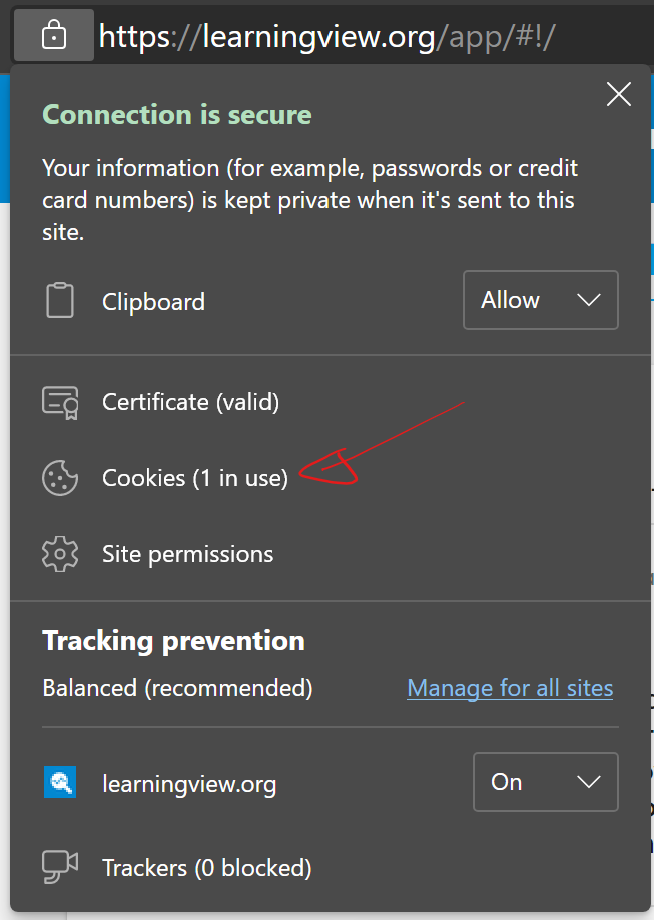 https://learningview.org/app/#!/
Connection is secure
Your information (for example, passwords or credit
card numbers) is kept private when it's sent to this
site.
Clipboard
Allow
Certificate (valid)
Cookies (1 in use)
Site permissions
Tracking prevention
Balanced (recommended)
Manage for all sites
learningview.org
On
Trackers (0 blocked)